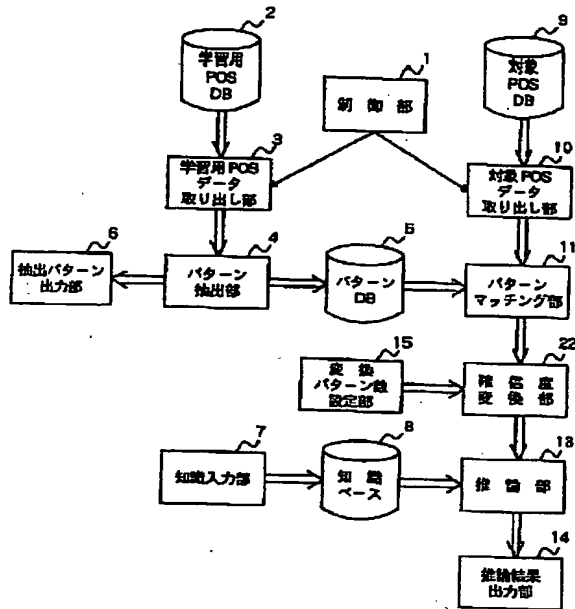 2
学習用
POS
DB
1
制御部
9
対象
POS
DB
3
学習用POS
データ
取り出し部
10
対象POS
データ
取り出し部
6
抽出パターン
出力部
4
パターン
抽出部
5
パターン
DB
11
パターン
マッチング部
15
変換
パターン数
設定部
22
確信度
変換部
7
知識入力部
8
知識
ベース
13
推論部
14
推論結果
出力部